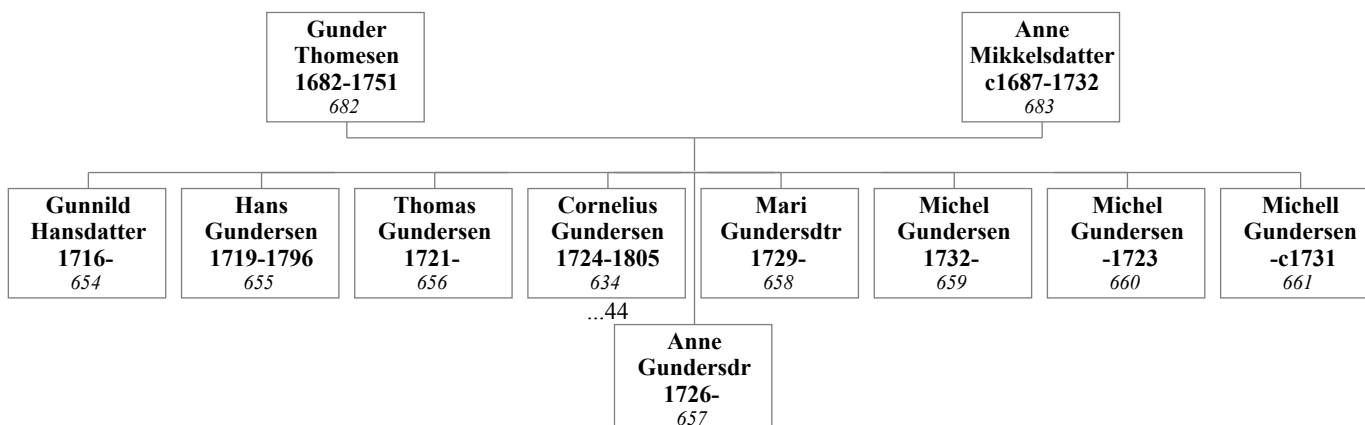 Gunder
Thomesen
1682-1751
682
Anne
Mikkelsdatter
c1687-1732
683
Gunnild
Hansdatter
1716-
654
Hans
Gundersen
1719-1796
655
Thomas
Gundersen
1721-
656
Cornelius
Gundersen
1724-1805
634
...44
Mari
Gundersdtr
1729-
658
Michel
Gundersen
1732-
659
Michel
Gundersen
-1723
660
Michell
Gundersen
-c1731
661
Anne
Gundersdr
1726-
657